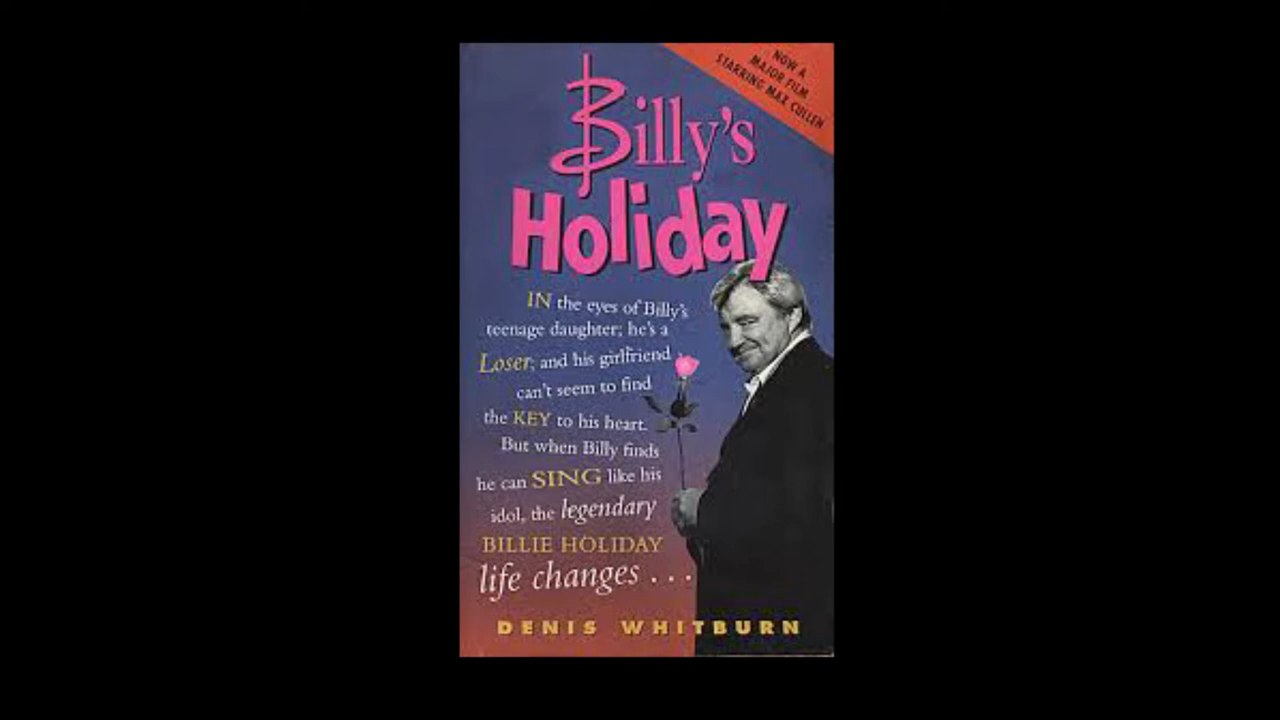 NOW A
MAJOR FILM
STARRING MAX CULLEN
Billy's
Holiday
IN the eyes of Billy's
teenage daughter; he's a
Loser; and his girlfriend
can't seem to find
the KEY to his heart.
But when Billy finds
he can SING like his
idol, the legendary
BILLIE HOLIDAY
life changes . . .
DENIS WHITBURN